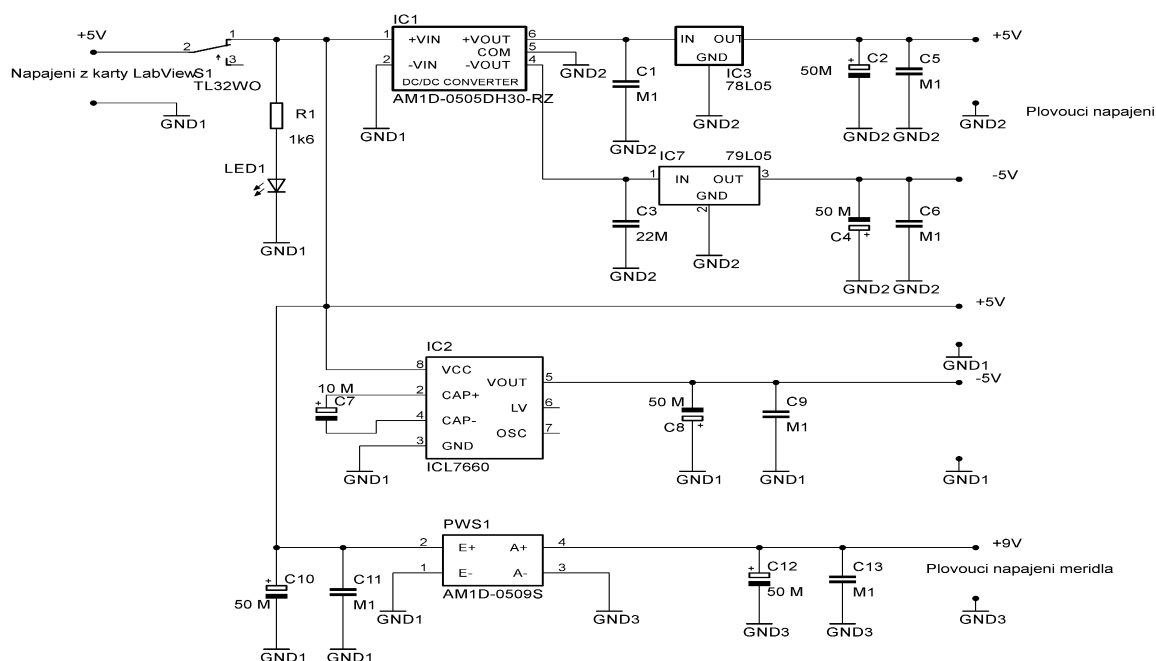 +5V
2
1
3
Napajeni z karty LabView
S1
TL32WO
GND1
R1
1k6
LED1
GND1
IC1
1
+VIN
+VOUT
6
COM
5
2
-VIN
-VOUT
4
DC/DC CONVERTER
AM1D-0505DH30-RZ
GND1
GND2
C1
M1
GND2
IN
OUT
GND
IC3
78L05
GND2
C2
50M
GND2
C5
M1
GND2
+5V
GND2
Plovouci napajeni
IC7
79L05
1
IN
OUT
3
GND
2
GND2
C3
22M
GND2
50 M
C4
GND2
C6
M1
GND2
-5V
+5V
GND1
IC2
8
VCC
VOUT
5
2
CAP+
LV
6
4
CAP-
OSC
7
3
GND
ICL7660
10 M
C7
GND1
50 M
C8
GND1
C9
M1
GND1
-5V
GND1
PWS1
2
E+
A+
4
1
E-
A-
3
AM1D-0509S
GND1
GND3
C10
50 M
GND1
C11
M1
GND1
C12
50 M
GND3
C13
M1
GND3
+9V
Plovouci napajeni meridla
GND3